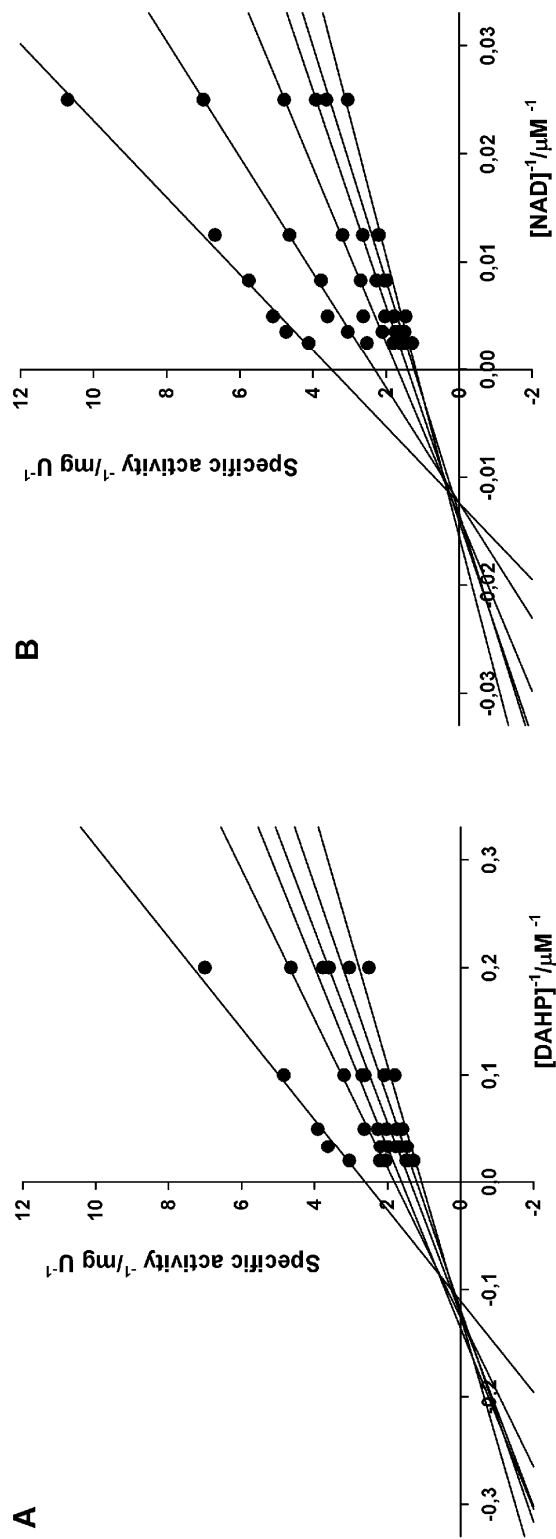 A
Specific activity⁻¹/mg U⁻¹
12
10
8
6
4
2
0
-2
-0,3 -0,2 -0,1 0,0 0,1 0,2 0,3
[DAHP]⁻¹/µM ⁻¹
B
Specific activity ⁻¹/mg U⁻¹
12
10
8
6
4
2
0
-2
-0,03 -0,02 -0,01 0,00 0,01 0,02 0,03
[NAD]⁻¹/µM ⁻¹